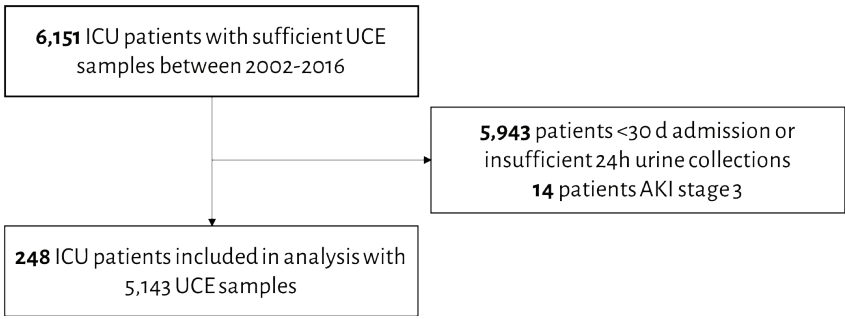 6,151 ICU patients with sufficient UCE
samples between 2002-2016
5,943 patients <30 d admission or
insufficient 24h urine collections
14 patients AKI stage 3
248 ICU patients included in analysis with
5,143 UCE samples